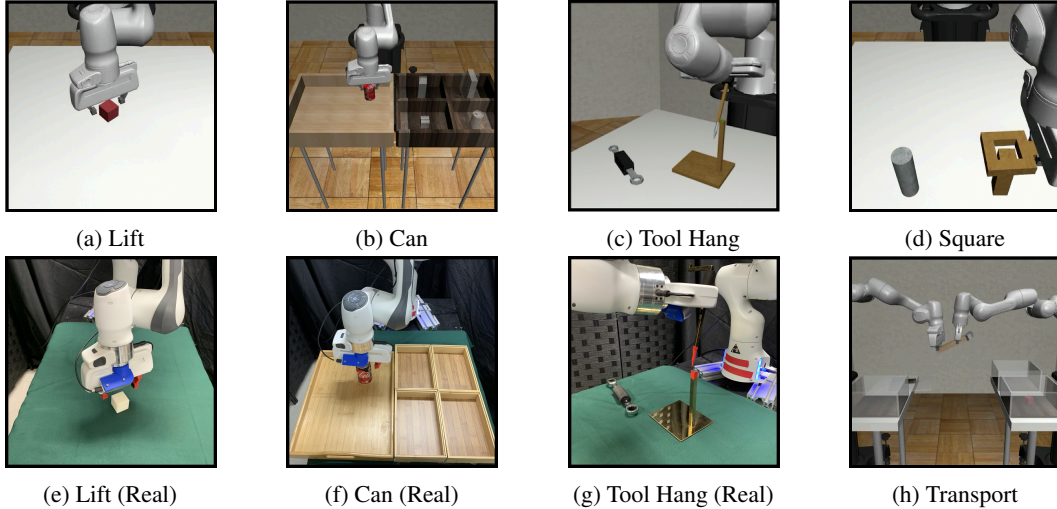 (a) Lift
(b) Can
(c) Tool Hang
(d) Square
(e) Lift (Real)
(f) Can (Real)
(g) Tool Hang (Real)
(h) Transport